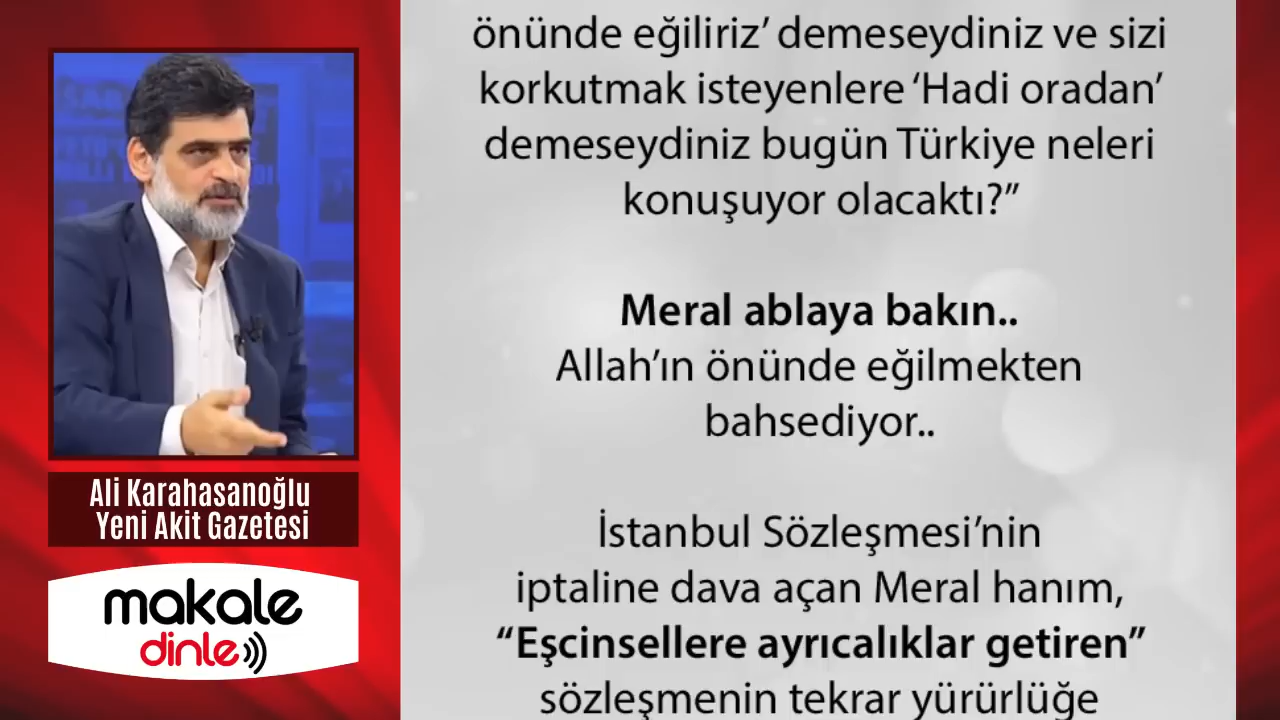 önünde eğiliriz’ demeseydiniz ve sizi
korkutmak isteyenlere ‘Hadi oradan’
demeseydiniz bugün Türkiye neleri
konuşuyor olacaktı?”
Meral ablaya bakın..
Allah’ın önünde eğilmekten
bahsediyor..
İstanbul Sözleşmesi’nin
iptaline dava açan Meral hanım,
“Eşcinsellere ayrıcalıklar getiren”
sözleşmenin tekrar yürürlüğe
Ali Karahasanoğlu
Yeni Akit Gazetesi
makale
dinle